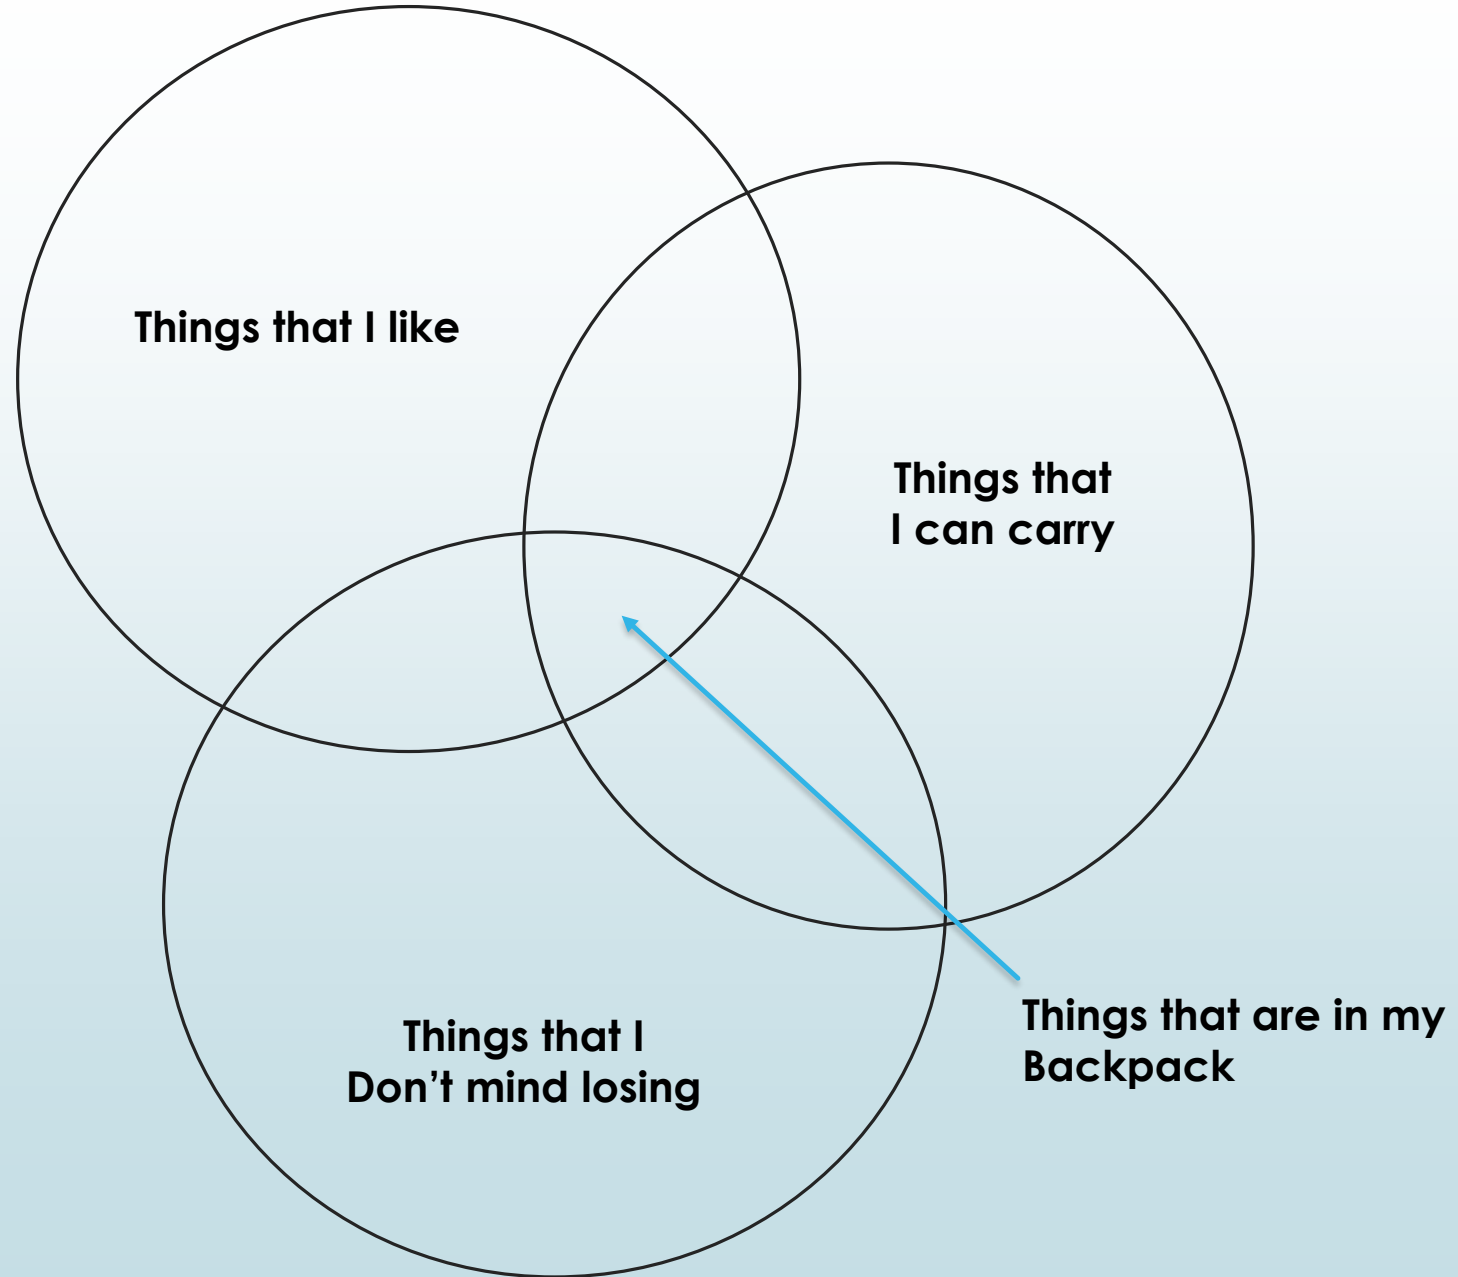 Things that I like
Things that
I can carry
Things that I
Don't mind losing
Things that are in my
Backpack